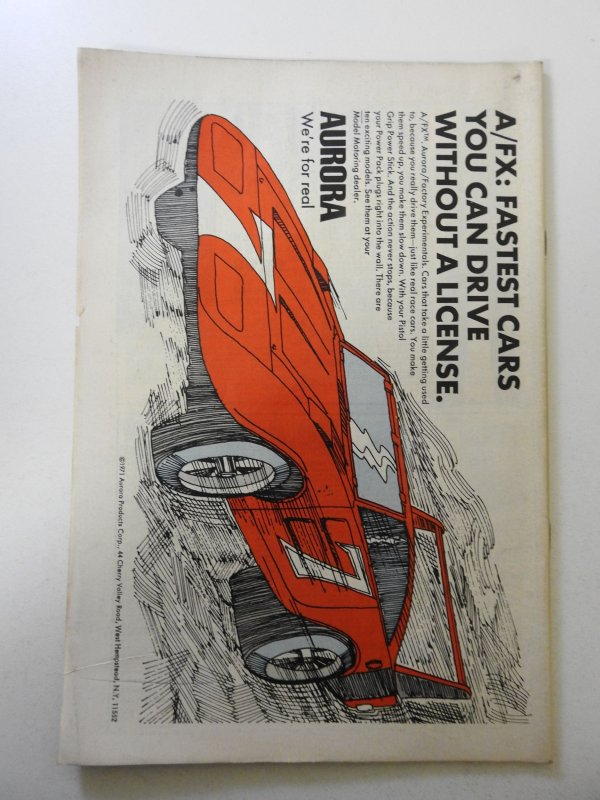 A/FX: FASTEST CARS
YOU CAN DRIVE
WITHOUT A LICENSE.
A/FX™. Aurora/Factory Experimentals. Cars that take a little getting used
to, because you really drive them—just like real race cars. You make
them speed up, you make them slow down. With your Pistol
Grip Power Stick. And the action never stops, because
your Power Pack plugs right into the wall. There are
ten exciting models. See them at your
Model Motoring dealer.
AURORA
We're for real
7
©1971 Aurora Products Corp., 44 Cherry Valley Road, West Hempstead, N.Y. 11552